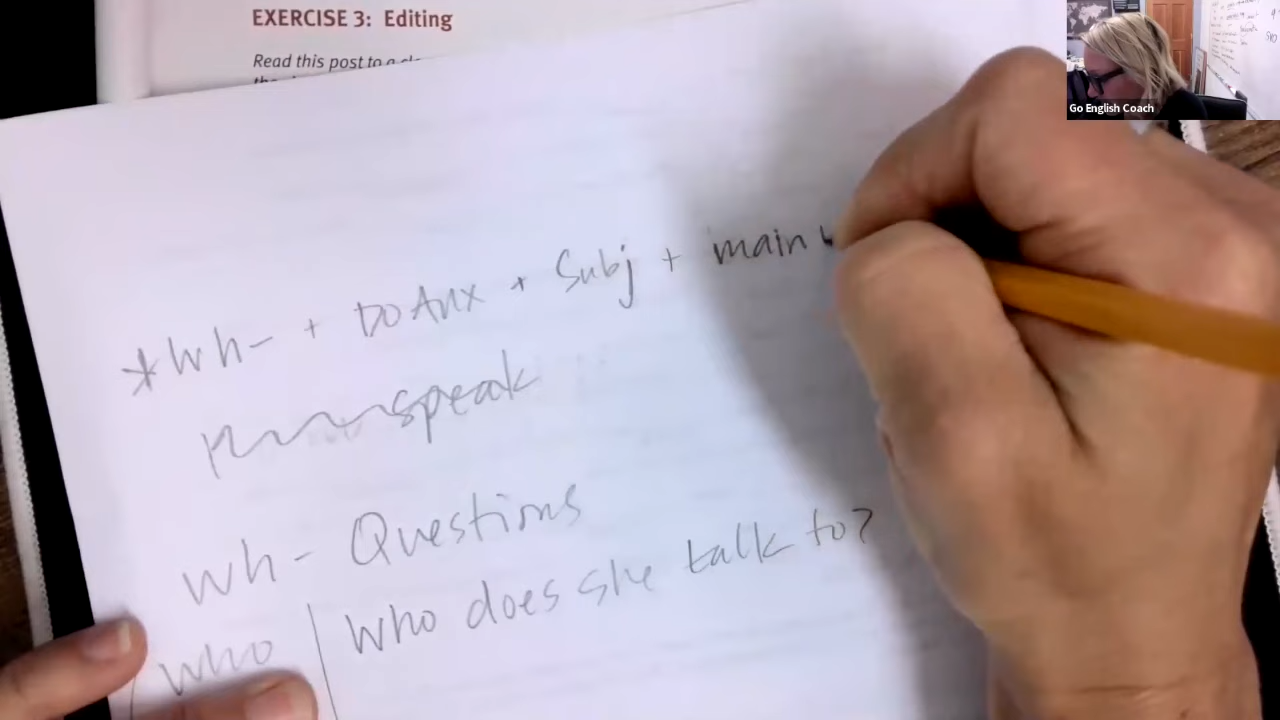 EXERCISE 3: Editing
Read this post to a
Go English Coach
*Wh- + DO Aux + Subj + main
speak
Wh- Questions
who
Who does she talk to?